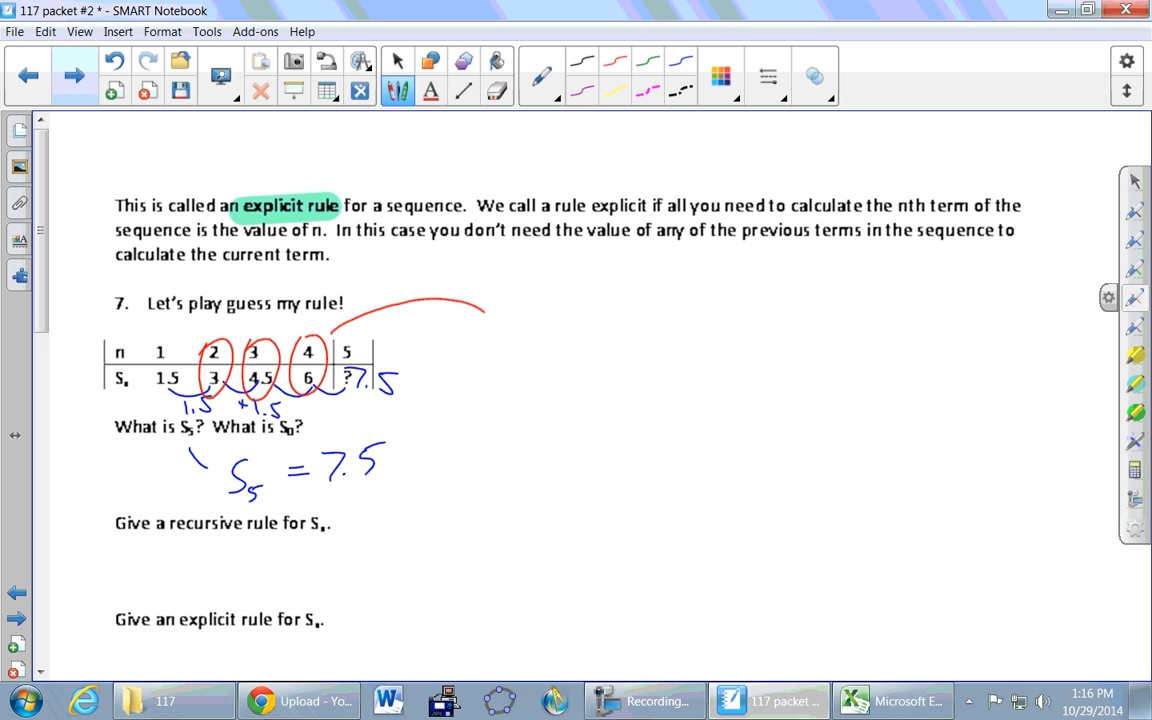 117 packet #2 * - SMART Notebook
File Edit View Insert Format Tools Add-ons Help
This is called an explicit rule for a sequence. We call a rule explicit if all you need to calculate the nth term of the
sequence is the value of n. In this case you don't need the value of any of the previous terms in the sequence to
calculate the current term.
7. Let's play guess my rule!
n 1 2 3 4 5
Sₙ 1.5 3 4.5 6 ? 7.5
1.5 +1.5
What is S₅? What is S₀?
S₅ = 7.5
Give a recursive rule for Sₙ.
Give an explicit rule for Sₙ.
117 Upload - Yo... Recording... 117 packet ... Microsoft E...
1:16 PM
10/29/2014